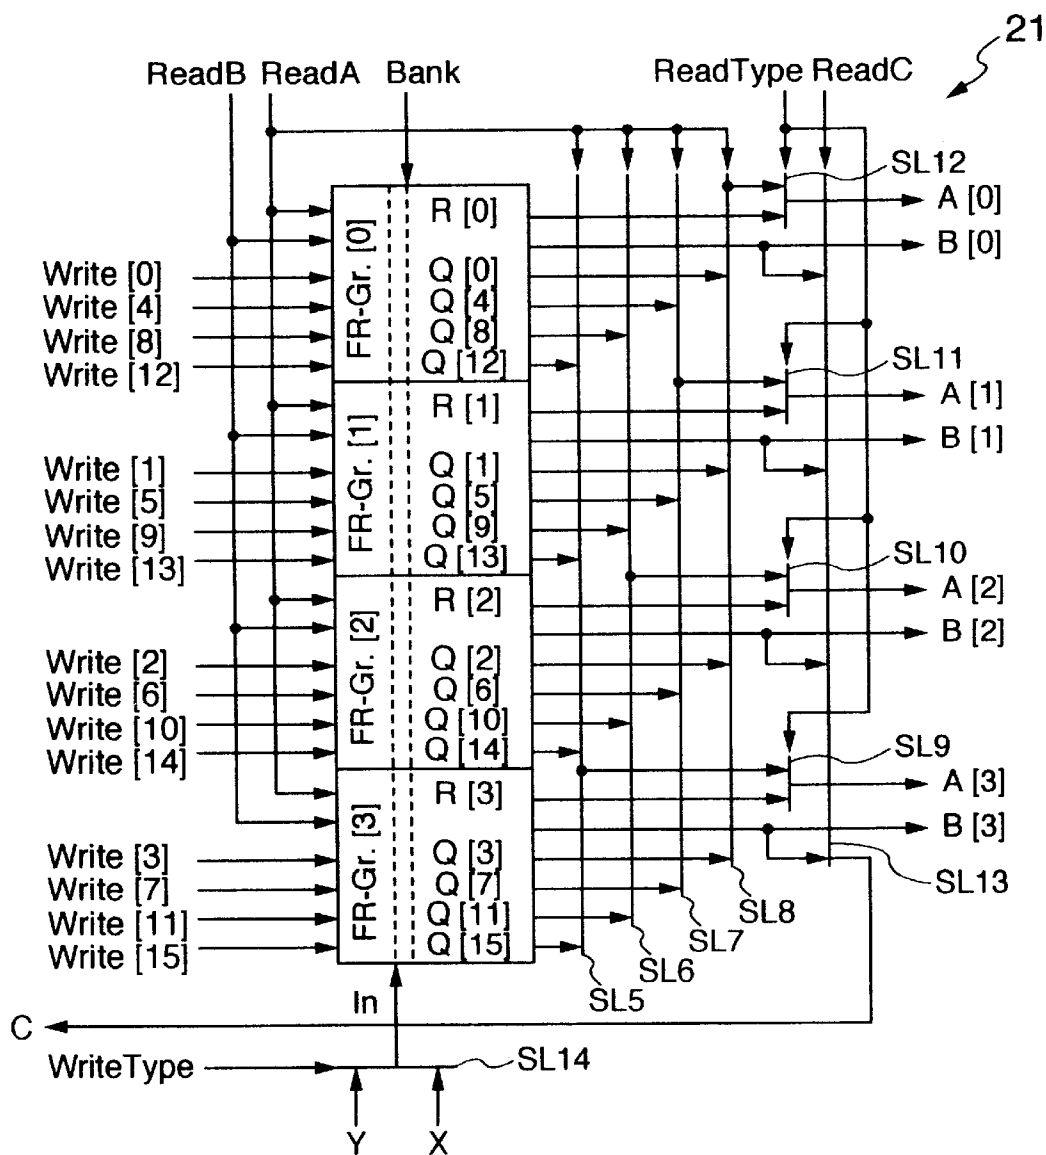 21
ReadB ReadA Bank ReadType ReadC
SL12
R [0] A [0]
FR-Gr. [0]
B [0]
Write [0] Q [0]
Write [4] Q [4]
Write [8] Q [8]
Write [12] Q [12]
SL11
R [1] A [1]
FR-Gr. [1]
B [1]
Write [1] Q [1]
Write [5] Q [5]
Write [9] Q [9]
Write [13] Q [13]
SL10
R [2] A [2]
FR-Gr. [2]
B [2]
Write [2] Q [2]
Write [6] Q [6]
Write [10] Q [10]
Write [14] Q [14]
SL9
R [3] A [3]
FR-Gr. [3]
B [3]
Write [3] Q [3]
Write [7] Q [7]
Write [11] Q [11]
Write [15] Q [15]
SL13
SL8
SL7
SL6
SL5
In
C
WriteType SL14
Y X